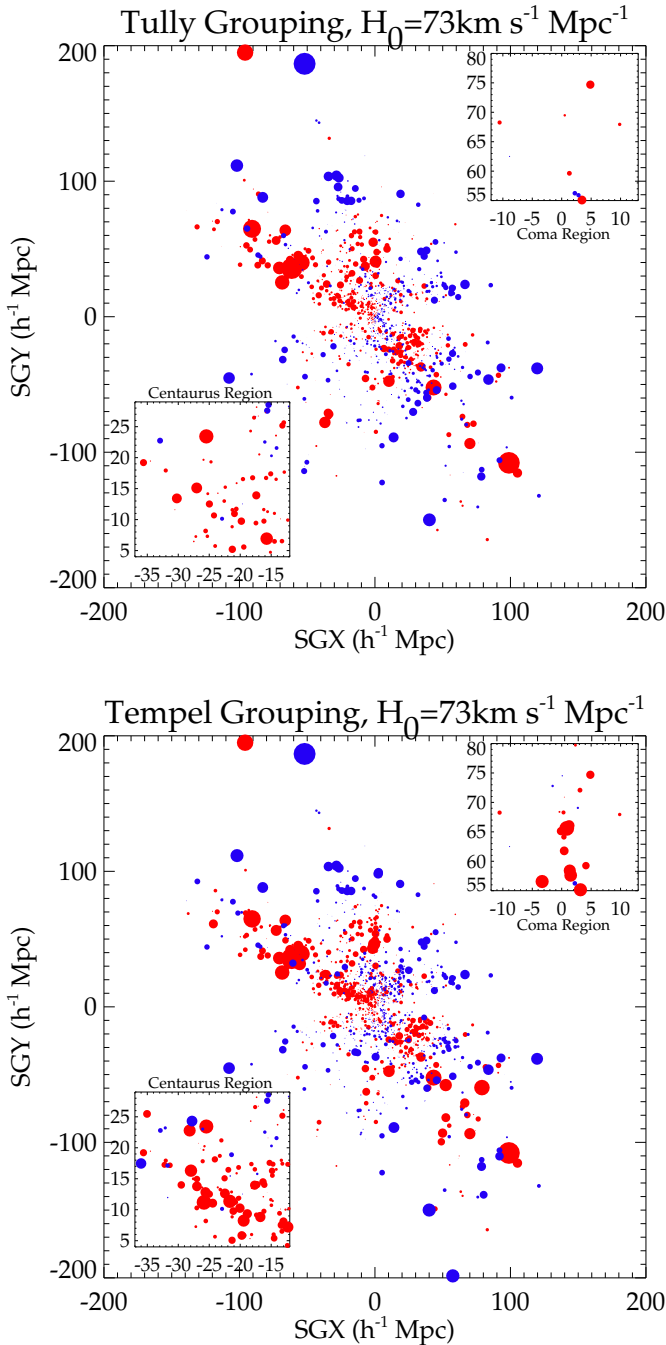 Tully Grouping, H0=73km s-1 Mpc-1
200
100
0
-100
-200
SGY (h-1 Mpc)
80
75
70
65
60
55
-10 -5 0 5 10
Coma Region
Centaurus Region
25
20
15
10
5
-35 -30 -25 -20 -15
-200 -100 0 100 200
SGX (h-1 Mpc)
Tempel Grouping, H0=73km s-1 Mpc-1
200
100
0
-100
-200
SGY (h-1 Mpc)
80
75
70
65
60
55
-10 -5 0 5 10
Coma Region
Centaurus Region
25
20
15
10
5
-35 -30 -25 -20 -15
-200 -100 0 100 200
SGX (h-1 Mpc)